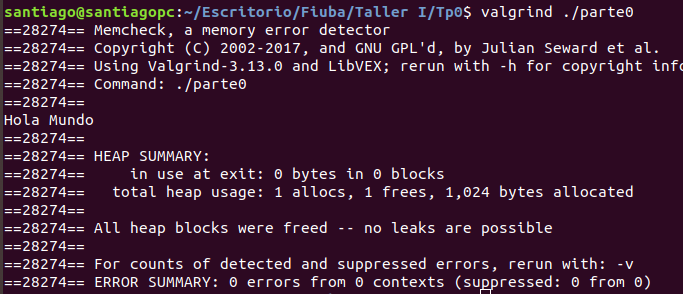 santiago@santiagopc:~/Escritorio/Fiuba/Taller I/Tp0$ valgrind ./parte0
==28274== Memcheck, a memory error detector
==28274== Copyright (C) 2002-2017, and GNU GPL'd, by Julian Seward et al.
==28274== Using Valgrind-3.13.0 and LibVEX; rerun with -h for copyright info
==28274== Command: ./parte0
==28274==
Hola Mundo
==28274==
==28274== HEAP SUMMARY:
==28274==     in use at exit: 0 bytes in 0 blocks
==28274==   total heap usage: 1 allocs, 1 frees, 1,024 bytes allocated
==28274==
==28274== All heap blocks were freed -- no leaks are possible
==28274==
==28274== For counts of detected and suppressed errors, rerun with: -v
==28274== ERROR SUMMARY: 0 errors from 0 contexts (suppressed: 0 from 0)